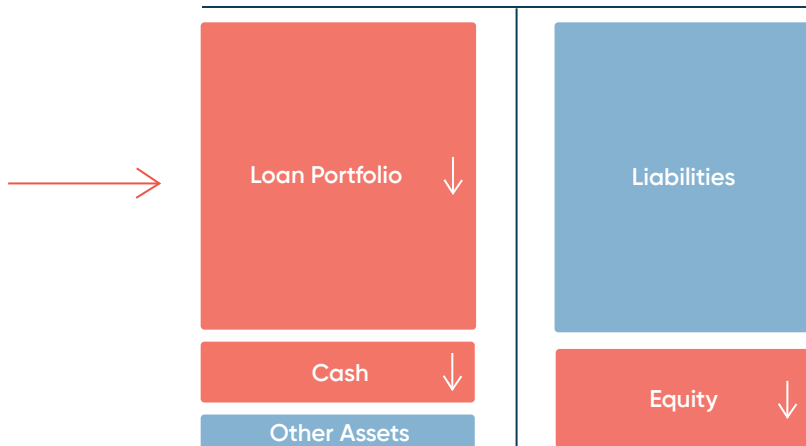 Loan Portfolio
Cash
Other Assets
Liabilities
Equity